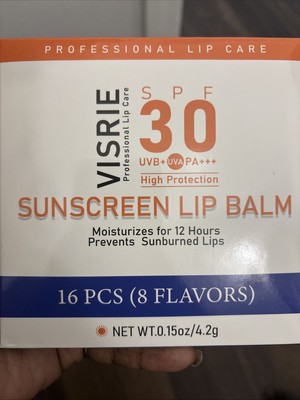 PROFESSIONAL LIP CARE
VISRIE
Professional Lip Care
SPF
30
UVB+ UVA PA+++
High Protection
SUNSCREEN LIP BALM
Moisturizes for 12 Hours
Prevents Sunburned Lips
16 PCS (8 FLAVORS)
NET WT.0.15oz/4.2g